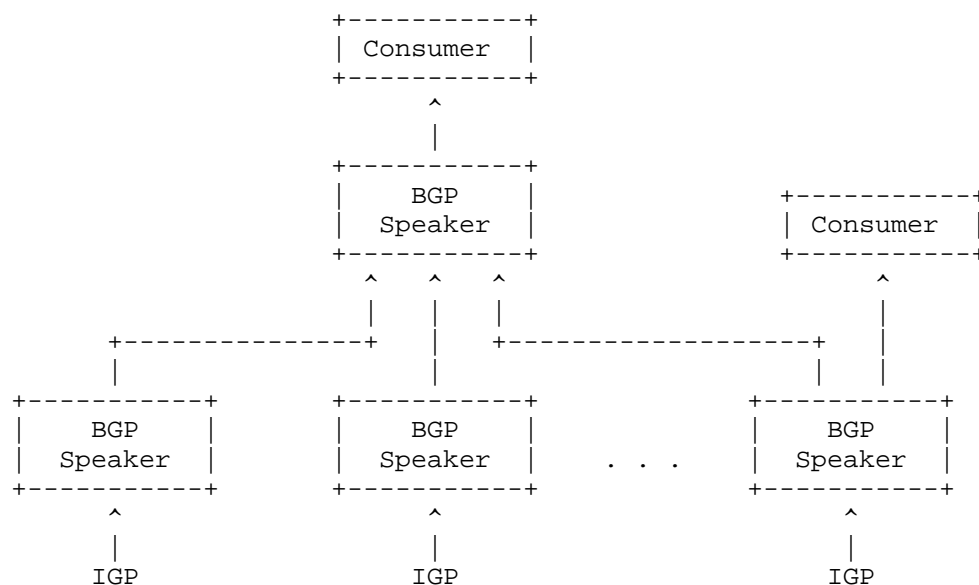 Consumer
BGP
Speaker
Consumer
BGP
Speaker
BGP
Speaker
. . .
BGP
Speaker
IGP
IGP
IGP